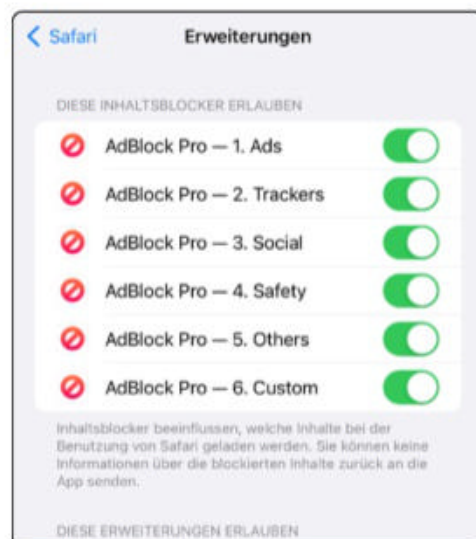 Safari
Erweiterungen
DIESE INHALTSBLOCKER ERLAUBEN
AdBlock Pro — 1. Ads
AdBlock Pro — 2. Trackers
AdBlock Pro — 3. Social
AdBlock Pro — 4. Safety
AdBlock Pro — 5. Others
AdBlock Pro — 6. Custom
Inhaltsblocker beeinflussen, welche Inhalte bei der
Benutzung von Safari geladen werden. Sie können keine
Informationen über die blockierten Inhalte zurück an die
App senden.
DIESE ERWEITERUNGEN ERLAUBEN